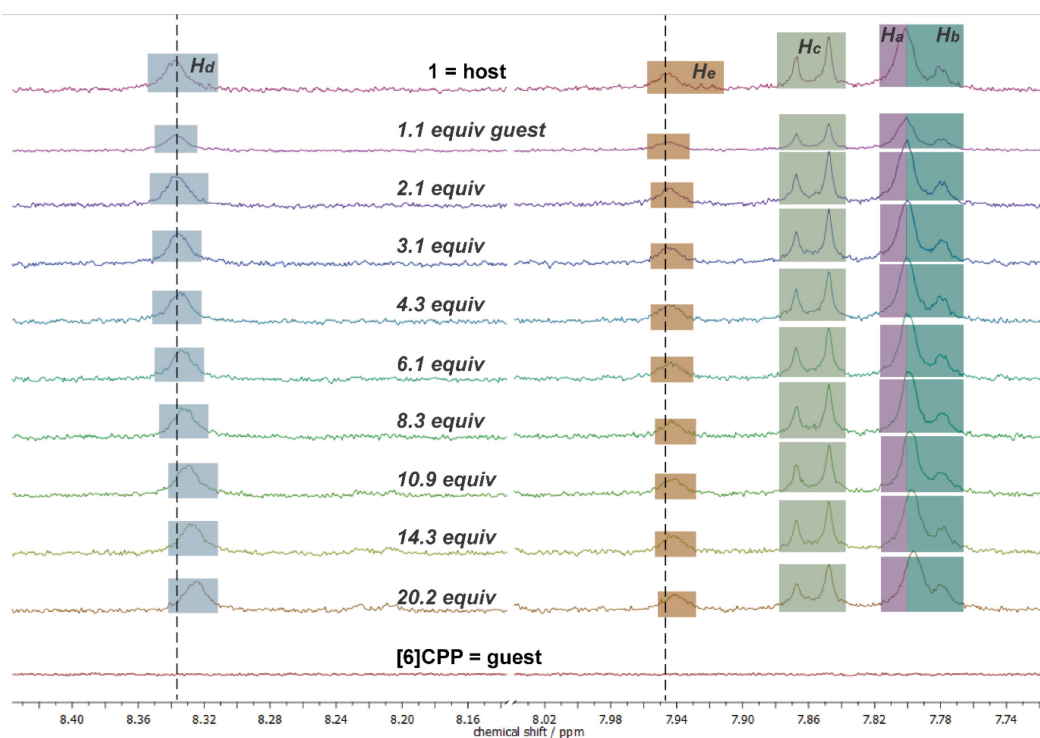 Hd 1 = host He Hc Ha Hb
1.1 equiv guest
2.1 equiv
3.1 equiv
4.3 equiv
6.1 equiv
8.3 equiv
10.9 equiv
14.3 equiv
20.2 equiv
[6]CPP = guest
8.40 8.36 8.32 8.28 8.24 8.20 8.16 8.02 7.98 7.94 7.90 7.86 7.82 7.78 7.74
chemical shift / ppm